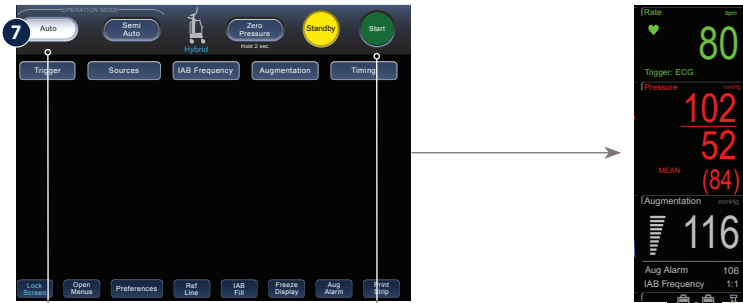 OPERATION MODE
7
Auto
Semi
Auto
Hybrid
Zero
Pressure
Hold 2 sec.
Standby
Start
Trigger
Sources
IAB Frequency
Augmentation
Timing
Lock
Screen
Open
Menus
Preferences
Ref
Line
IAB
Fill
Freeze
Display
Aug
Alarm
Print
Strip
Rate bpm
80
Trigger: ECG
Pressure mmHg
102
52
MEAN (84)
Augmentation mmHg
116
Aug Alarm 106
IAB Frequency 1:1